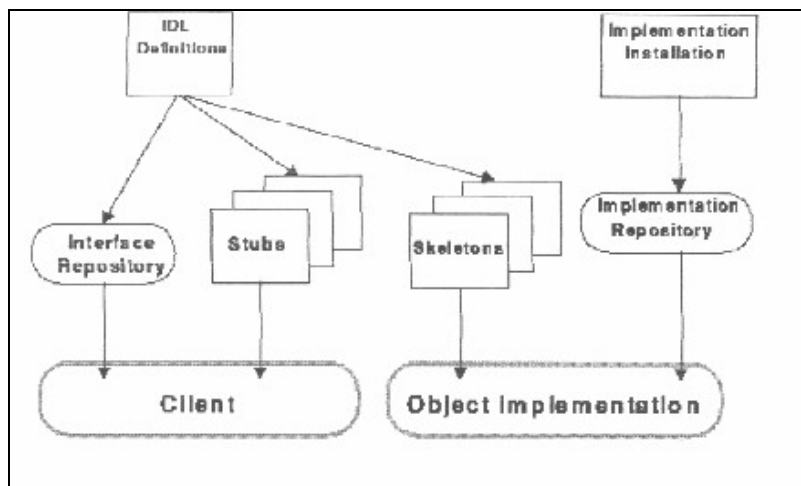 IDL
Definitions
Implementation
Installation
Interface
Repository
Stubs
Skeletons
Implementation
Repository
Client
Object Implementation